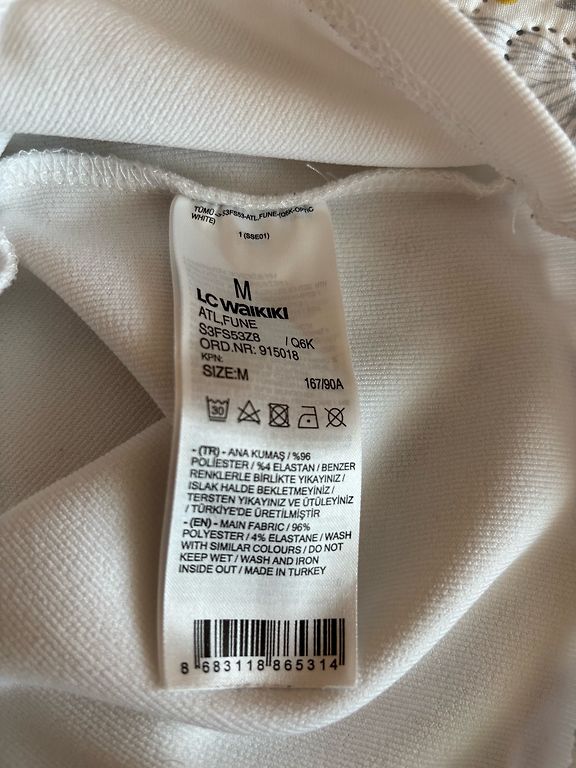 WHITE)
1 (SSE01)
M
LC WAIKIKI
ATL,FUNE
S3FS53Z8 / Q6K
ORD.NR: 915018
KPN:
SIZE:M 167/90A
30
- (TR) - ANA KUMAŞ / %96
POLİESTER / %4 ELASTAN / BENZER
RENKLERLE BİRLİKTE YIKAYINIZ /
ISLAK HALDE BEKLETMEYİNİZ /
TERSTEN YIKAYINIZ VE ÜTÜLEYİNİZ
/ TÜRKİYE'DE ÜRETİLMİŞTİR
- (EN) - MAIN FABRIC / 96%
POLYESTER / 4% ELASTANE / WASH
WITH SIMILAR COLOURS / DO NOT
KEEP WET / WASH AND IRON
INSIDE OUT / MADE IN TURKEY
8 683118 865314